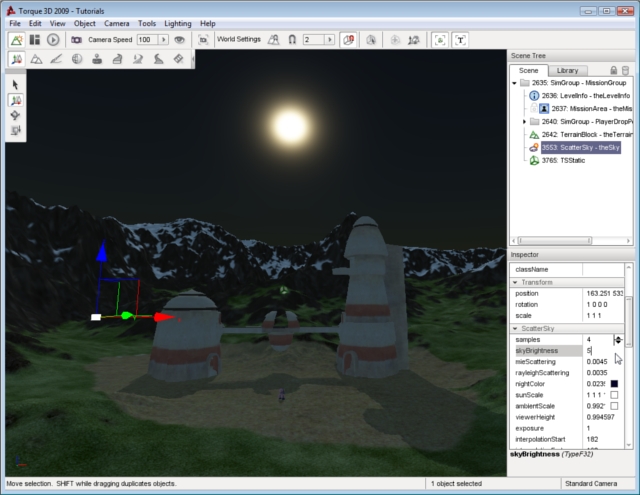 Torque 3D 2009 - Tutorials
File Edit View Object Camera Tools Lighting Help
Camera Speed 100 World Settings 2
Scene Tree
Scene Library
2635: SimGroup - MissionGroup
2636: LevelInfo - theLevelInfo
2637: MissionArea - theMis
2640: SimGroup - PlayerDropP
2642: TerrainBlock - theTerrain
3553: ScatterSky - theSky
3765: TSStatic
Inspector
className
Transform
position 163.251 533
rotation 1 0 0 0
scale 1 1 1
ScatterSky
samples 4
skyBrightness 5
mieScattering 0.0045
rayleighScattering 0.0035
nightColor 0.023
sunScale 1 1 1
ambientScale 0.992
viewerHeight 0.994597
exposure 1
interpolationStart 182
skyBrightness (TypeF32)
Move selection. SHIFT while dragging duplicates objects. 1 object selected Standard Camera